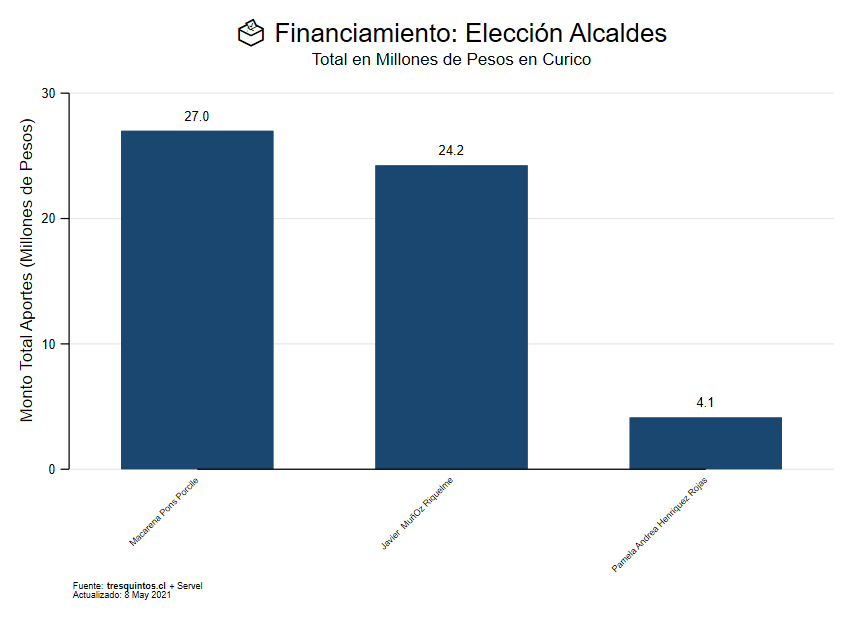 Financiamiento: Elección Alcaldes
Total en Millones de Pesos en Curico
Monto Total Aportes (Millones de Pesos)
30
20
10
0
27.0
24.2
4.1
Macarena Pons Porcile
Javier MuñOz Riquelme
Pamela Andrea Henriquez Rojas
Fuente: tresquintos.cl + Servel
Actualizado: 8 May 2021